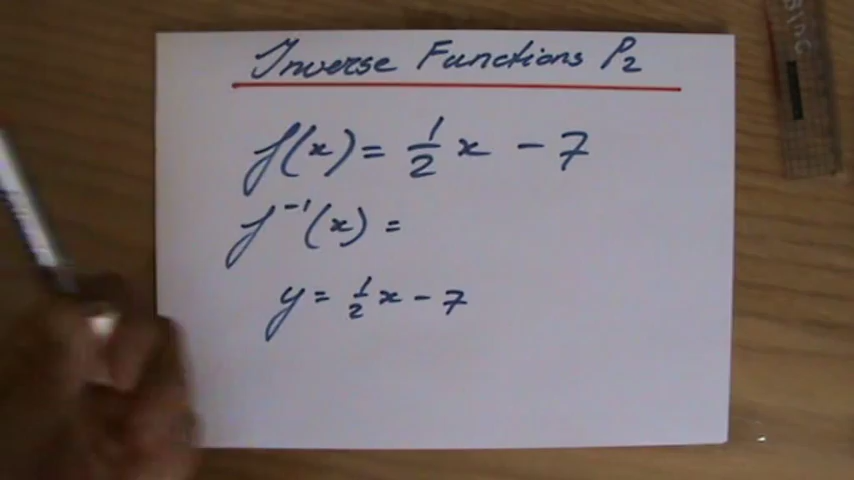 Inverse Functions P2
f(x) = 1/2 x - 7
f⁻¹(x) =
y = 1/2 x - 7